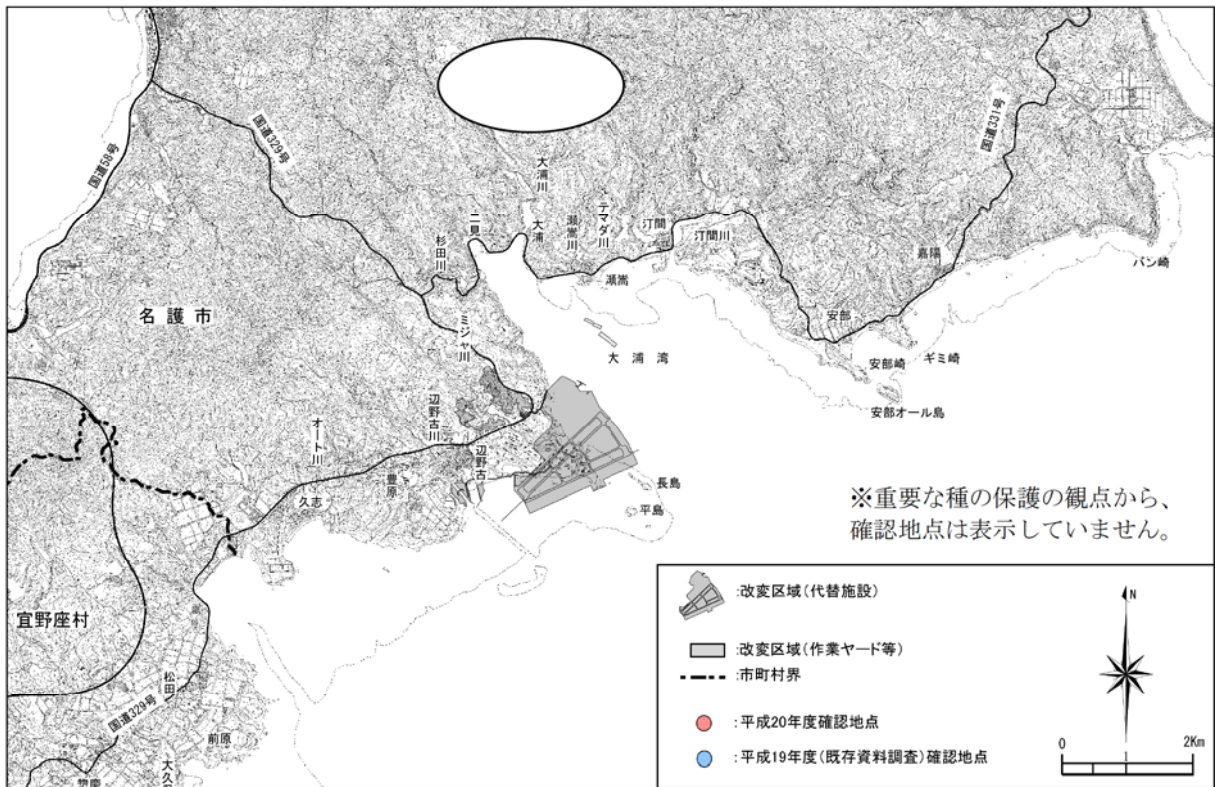 国道58号
国道329号
国道331号
大浦川
瀬嵩川
テマダ川
汀間
汀間川
杉田川
二見
大浦
瀬嵩
嘉陽
バン崎
名護市
ミジャ川
大浦湾
安部
安部崎
ギミ崎
安部オール島
辺野古川
オート川
辺野古
豊原
久志
長島
平島
※重要な種の保護の観点から、
確認地点は表示していません。
宜野座村
松田
国道329号
前原
惣慶
:改変区域(代替施設)
:改変区域(作業ヤード等)
:市町村界
:平成20年度確認地点
:平成19年度(既存資料調査)確認地点
N
0 1 2Km